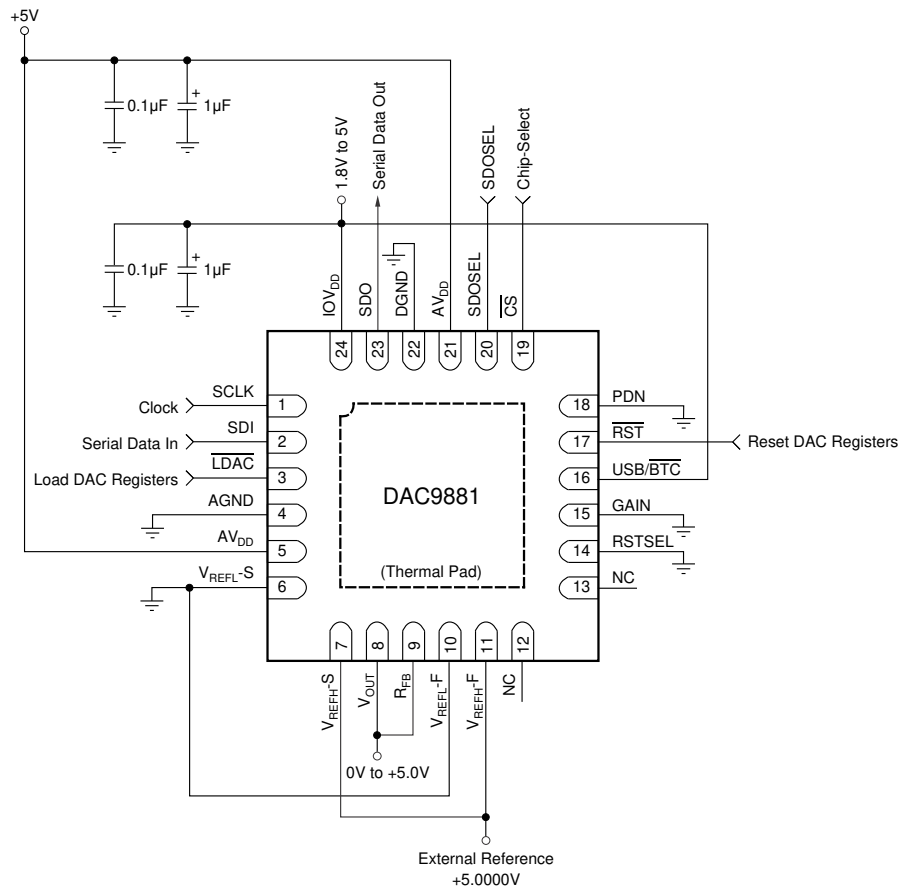 +5V
0.1µF
+
1µF
1.8V to 5V
Serial Data Out
SDOSEL
Chip-Select
0.1µF
+
1µF
IOVDD
SDO
DGND
AVDD
SDOSEL
CS
24
23
22
21
20
19
Clock
SCLK
1
Serial Data In
SDI
2
Load DAC Registers
LDAC
3
AGND
4
AVDD
5
VREFL-S
6
18
PDN
17
RST
Reset DAC Registers
16
USB/BTC
15
GAIN
14
RSTSEL
13
NC
DAC9881
(Thermal Pad)
7
8
9
10
11
12
VREFH-S
VOUT
RFB
VREFL-F
VREFH-F
NC
0V to +5.0V
External Reference
+5.0000V